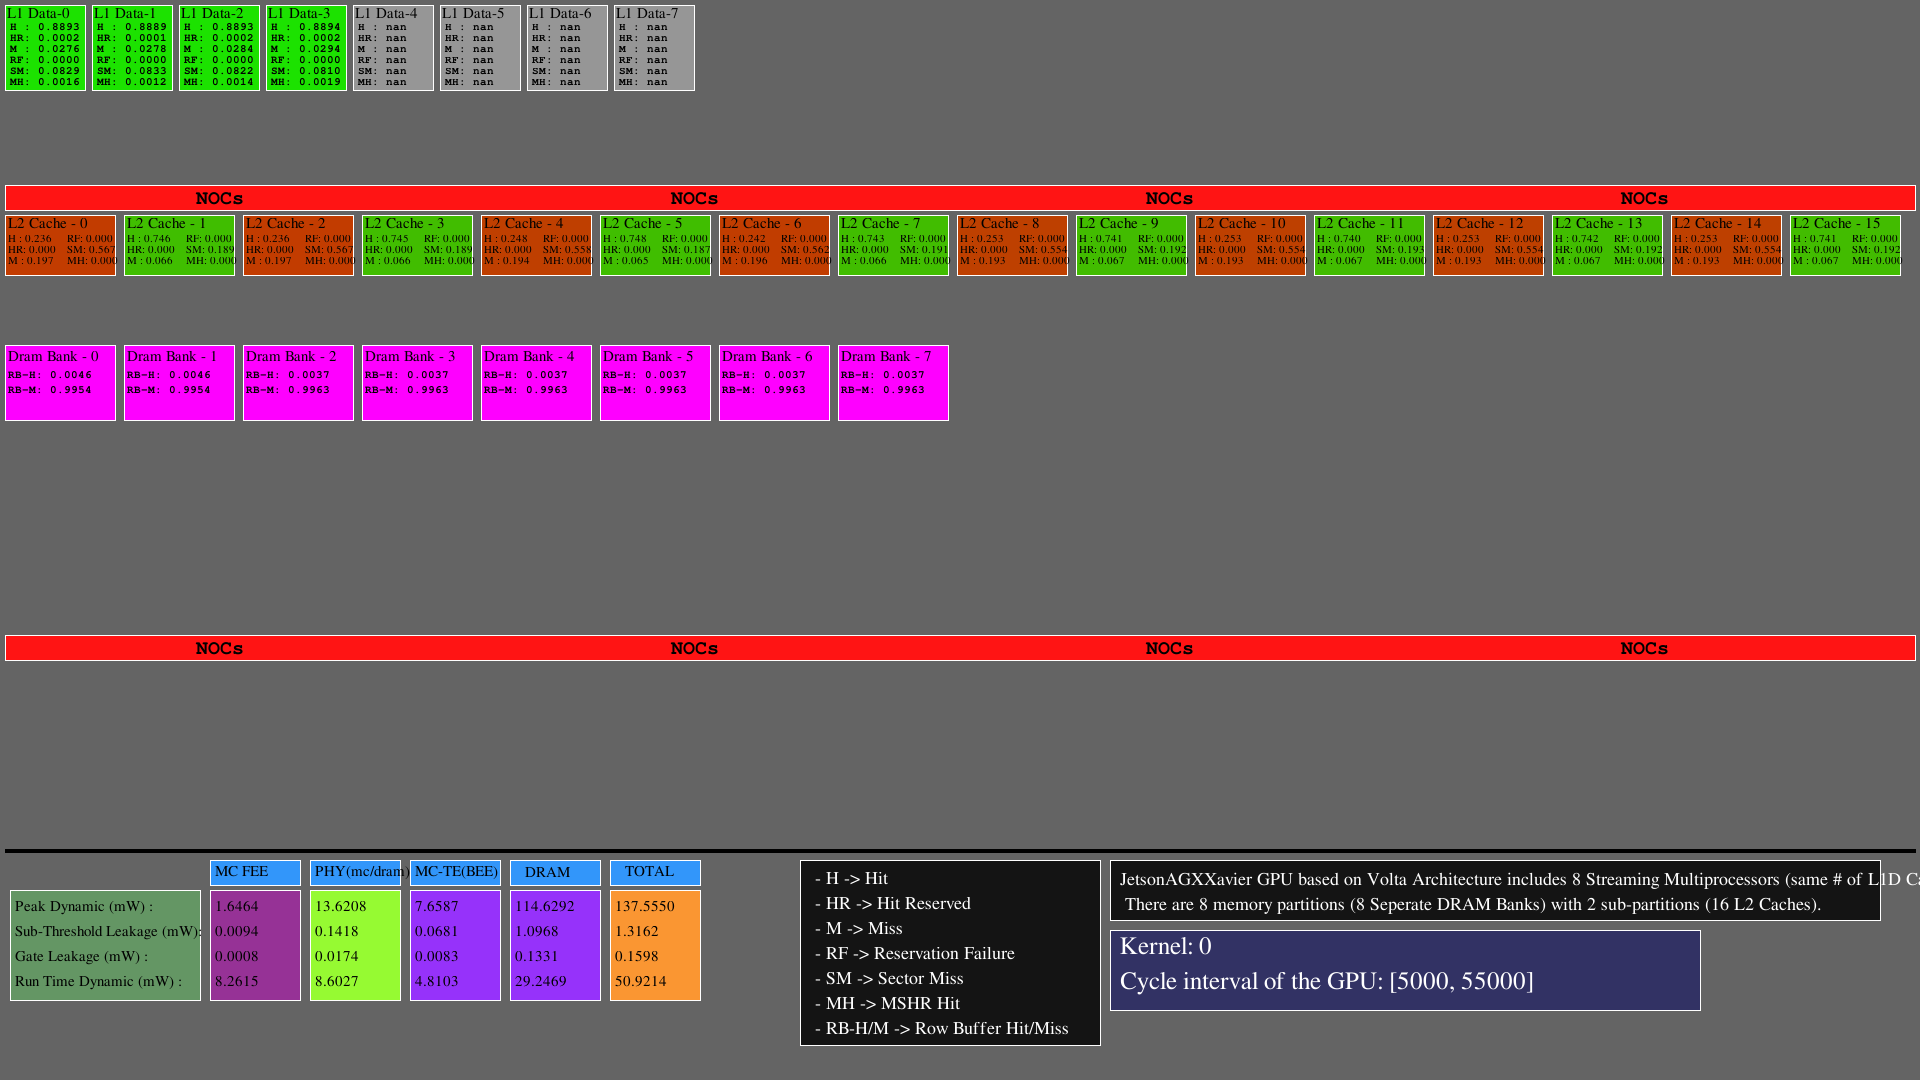 L1 Data-0 L1 Data-1 L1 Data-2 L1 Data-3 L1 Data-4 L1 Data-5 L1 Data-6 L1 Data-7
H : 0.8893 H : 0.8889 H : 0.8893 H : 0.8894 H : nan H : nan H : nan H : nan
HR: 0.0002 HR: 0.0001 HR: 0.0002 HR: 0.0002 HR: nan HR: nan HR: nan HR: nan
M : 0.0276 M : 0.0278 M : 0.0284 M : 0.0294 M : nan M : nan M : nan M : nan
RF: 0.0000 RF: 0.0000 RF: 0.0000 RF: 0.0000 RF: nan RF: nan RF: nan RF: nan
SM: 0.0829 SM: 0.0833 SM: 0.0822 SM: 0.0810 SM: nan SM: nan SM: nan SM: nan
MH: 0.0016 MH: 0.0012 MH: 0.0014 MH: 0.0019 MH: nan MH: nan MH: nan MH: nan
NOCs NOCs NOCs NOCs
L2 Cache - 0 L2 Cache - 1 L2 Cache - 2 L2 Cache - 3 L2 Cache - 4 L2 Cache - 5 L2 Cache - 6 L2 Cache - 7 L2 Cache - 8 L2 Cache - 9 L2 Cache - 10 L2 Cache - 11 L2 Cache - 12 L2 Cache - 13 L2 Cache - 14 L2 Cache - 15
H : 0.236 RF: 0.000 H : 0.746 RF: 0.000 H : 0.236 RF: 0.000 H : 0.745 RF: 0.000 H : 0.248 RF: 0.000 H : 0.748 RF: 0.000 H : 0.242 RF: 0.000 H : 0.743 RF: 0.000 H : 0.253 RF: 0.000 H : 0.741 RF: 0.000 H : 0.253 RF: 0.000 H : 0.740 RF: 0.000 H : 0.253 RF: 0.000 H : 0.742 RF: 0.000 H : 0.253 RF: 0.000 H : 0.741 RF: 0.000
HR: 0.000 SM: 0.567 HR: 0.000 SM: 0.189 HR: 0.000 SM: 0.567 HR: 0.000 SM: 0.189 HR: 0.000 SM: 0.558 HR: 0.000 SM: 0.187 HR: 0.000 SM: 0.562 HR: 0.000 SM: 0.191 HR: 0.000 SM: 0.554 HR: 0.000 SM: 0.192 HR: 0.000 SM: 0.554 HR: 0.000 SM: 0.193 HR: 0.000 SM: 0.554 HR: 0.000 SM: 0.192 HR: 0.000 SM: 0.554 HR: 0.000 SM: 0.192
M : 0.197 MH: 0.000 M : 0.066 MH: 0.000 M : 0.197 MH: 0.000 M : 0.066 MH: 0.000 M : 0.194 MH: 0.000 M : 0.065 MH: 0.000 M : 0.196 MH: 0.000 M : 0.066 MH: 0.000 M : 0.193 MH: 0.000 M : 0.067 MH: 0.000 M : 0.193 MH: 0.000 M : 0.067 MH: 0.000 M : 0.193 MH: 0.000 M : 0.067 MH: 0.000 M : 0.193 MH: 0.000 M : 0.067 MH: 0.000
Dram Bank - 0 Dram Bank - 1 Dram Bank - 2 Dram Bank - 3 Dram Bank - 4 Dram Bank - 5 Dram Bank - 6 Dram Bank - 7
RB-H: 0.0046 RB-H: 0.0046 RB-H: 0.0037 RB-H: 0.0037 RB-H: 0.0037 RB-H: 0.0037 RB-H: 0.0037 RB-H: 0.0037
RB-M: 0.9954 RB-M: 0.9954 RB-M: 0.9963 RB-M: 0.9963 RB-M: 0.9963 RB-M: 0.9963 RB-M: 0.9963 RB-M: 0.9963
NOCs NOCs NOCs NOCs
MC FEE PHY(mc/dram) MC-TE(BEE) DRAM TOTAL
Peak Dynamic (mW) : 1.6464 13.6208 7.6587 114.6292 137.5550
Sub-Threshold Leakage (mW): 0.0094 0.1418 0.0681 1.0968 1.3162
Gate Leakage (mW) : 0.0008 0.0174 0.0083 0.1331 0.1598
Run Time Dynamic (mW) : 8.2615 8.6027 4.8103 29.2469 50.9214
- H -> Hit
- HR -> Hit Reserved
- M -> Miss
- RF -> Reservation Failure
- SM -> Sector Miss
- MH -> MSHR Hit
- RB-H/M -> Row Buffer Hit/Miss
JetsonAGXXavier GPU based on Volta Architecture includes 8 Streaming Multiprocessors (same # of L1D
There are 8 memory partitions (8 Seperate DRAM Banks) with 2 sub-partitions (16 L2 Caches).
Kernel: 0
Cycle interval of the GPU: [5000, 55000]